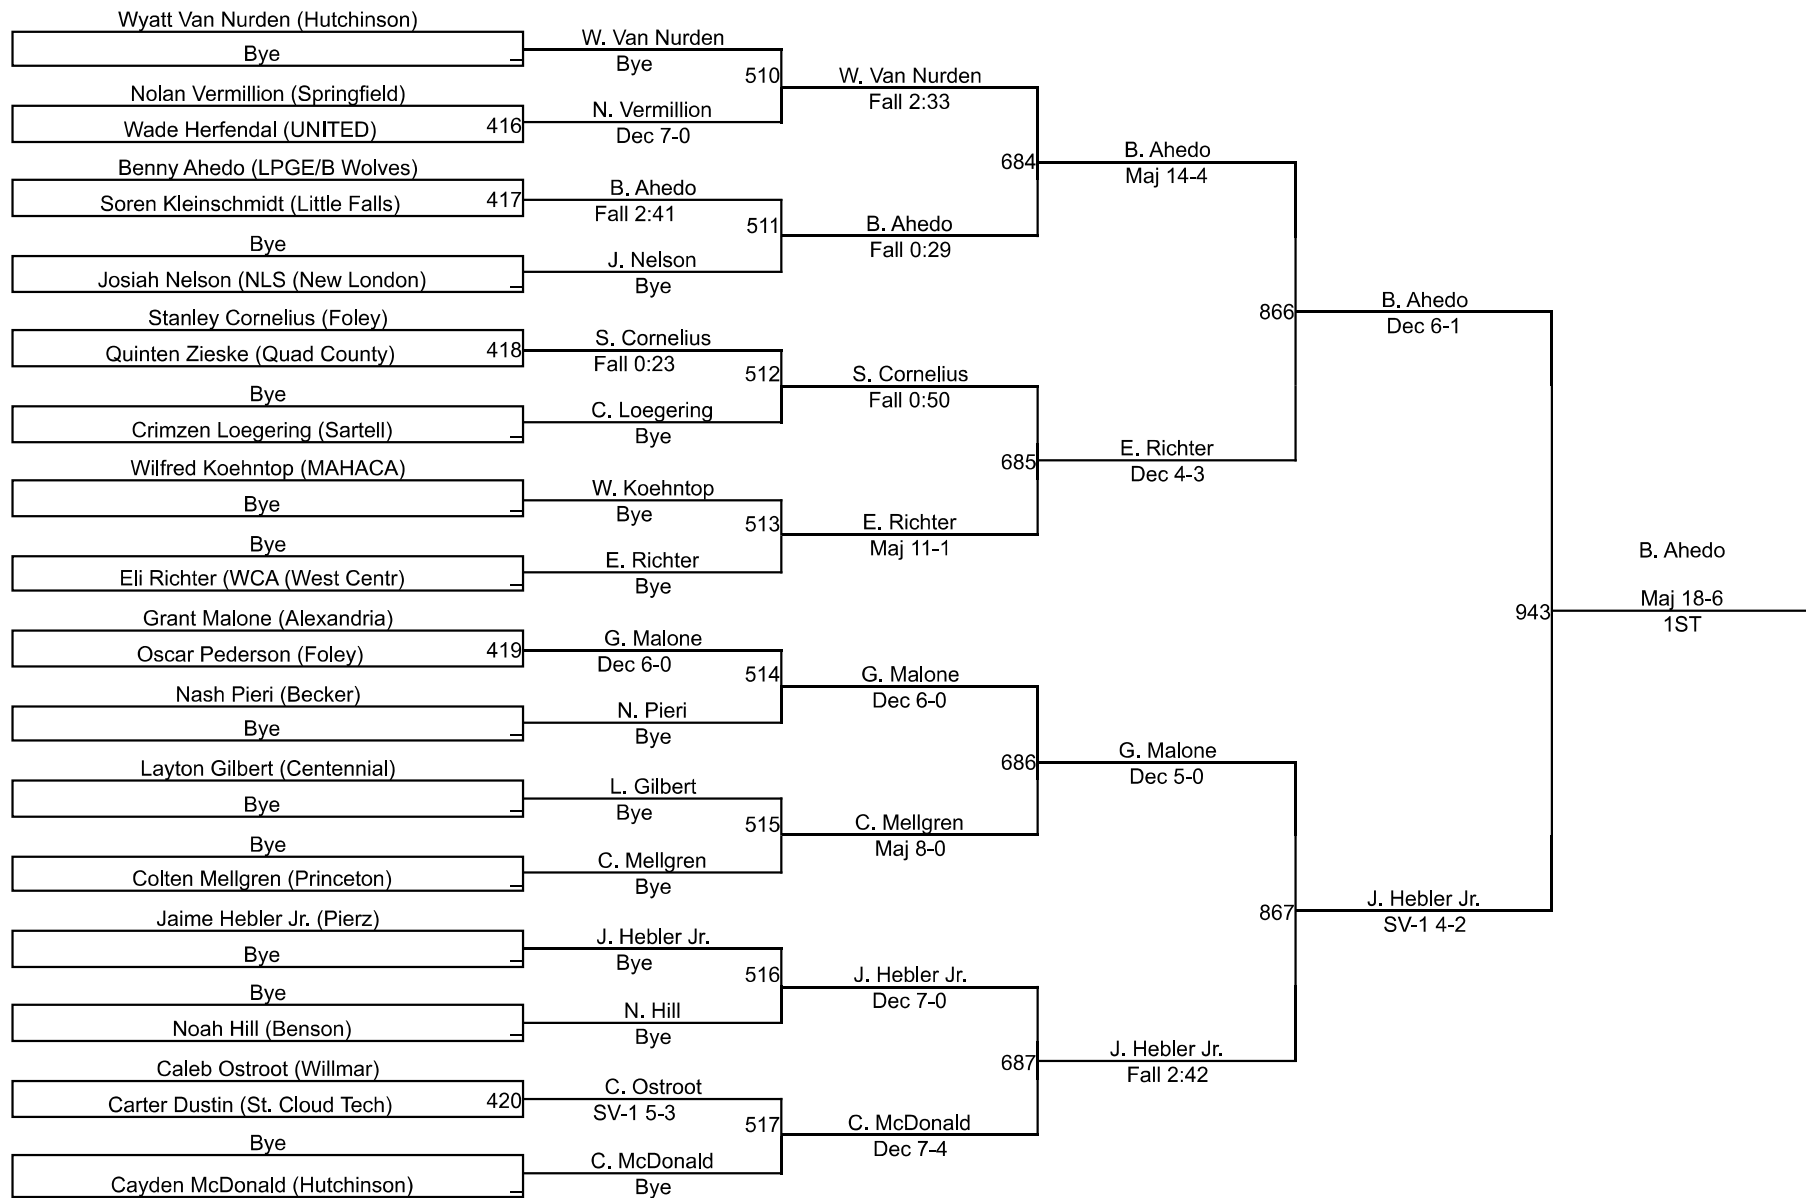 Wyatt Van Nurden (Hutchinson)
Bye
Nolan Vermillion (Springfield)
Wade Herfendal (UNITED) 416
Benny Ahedo (LPGE/B Wolves)
Soren Kleinschmidt (Little Falls) 417
Bye
Josiah Nelson (NLS (New London)
Stanley Cornelius (Foley)
Quinten Zieske (Quad County) 418
Bye
Crimzen Loegering (Sartell)
Wilfred Koehntop (MAHACA)
Bye
Bye
Eli Richter (WCA (West Centr)
Grant Malone (Alexandria)
Oscar Pederson (Foley) 419
Nash Pieri (Becker)
Bye
Layton Gilbert (Centennial)
Bye
Bye
Colten Mellgren (Princeton)
Jaime Hebler Jr. (Pierz)
Bye
Bye
Noah Hill (Benson)
Caleb Ostroot (Willmar)
Carter Dustin (St. Cloud Tech) 420
Bye
Cayden McDonald (Hutchinson)
W. Van Nurden
Bye
510
N. Vermillion
Dec 7-0
B. Ahedo
Fall 2:41
511
J. Nelson
Bye
S. Cornelius
Fall 0:23
512
C. Loegering
Bye
W. Koehntop
Bye
513
E. Richter
Bye
G. Malone
Dec 6-0
514
N. Pieri
Bye
L. Gilbert
Bye
515
C. Mellgren
Bye
J. Hebler Jr.
Bye
516
N. Hill
Bye
C. Ostroot
SV-1 5-3
517
C. McDonald
Bye
W. Van Nurden
Fall 2:33
684
B. Ahedo
Fall 0:29
S. Cornelius
Fall 0:50
685
E. Richter
Maj 11-1
G. Malone
Dec 6-0
686
C. Mellgren
Maj 8-0
J. Hebler Jr.
Dec 7-0
687
C. McDonald
Dec 7-4
B. Ahedo
Maj 14-4
866
E. Richter
Dec 4-3
G. Malone
Dec 5-0
867
J. Hebler Jr.
Fall 2:42
B. Ahedo
Dec 6-1
943
J. Hebler Jr.
SV-1 4-2
B. Ahedo
Maj 18-6
1ST